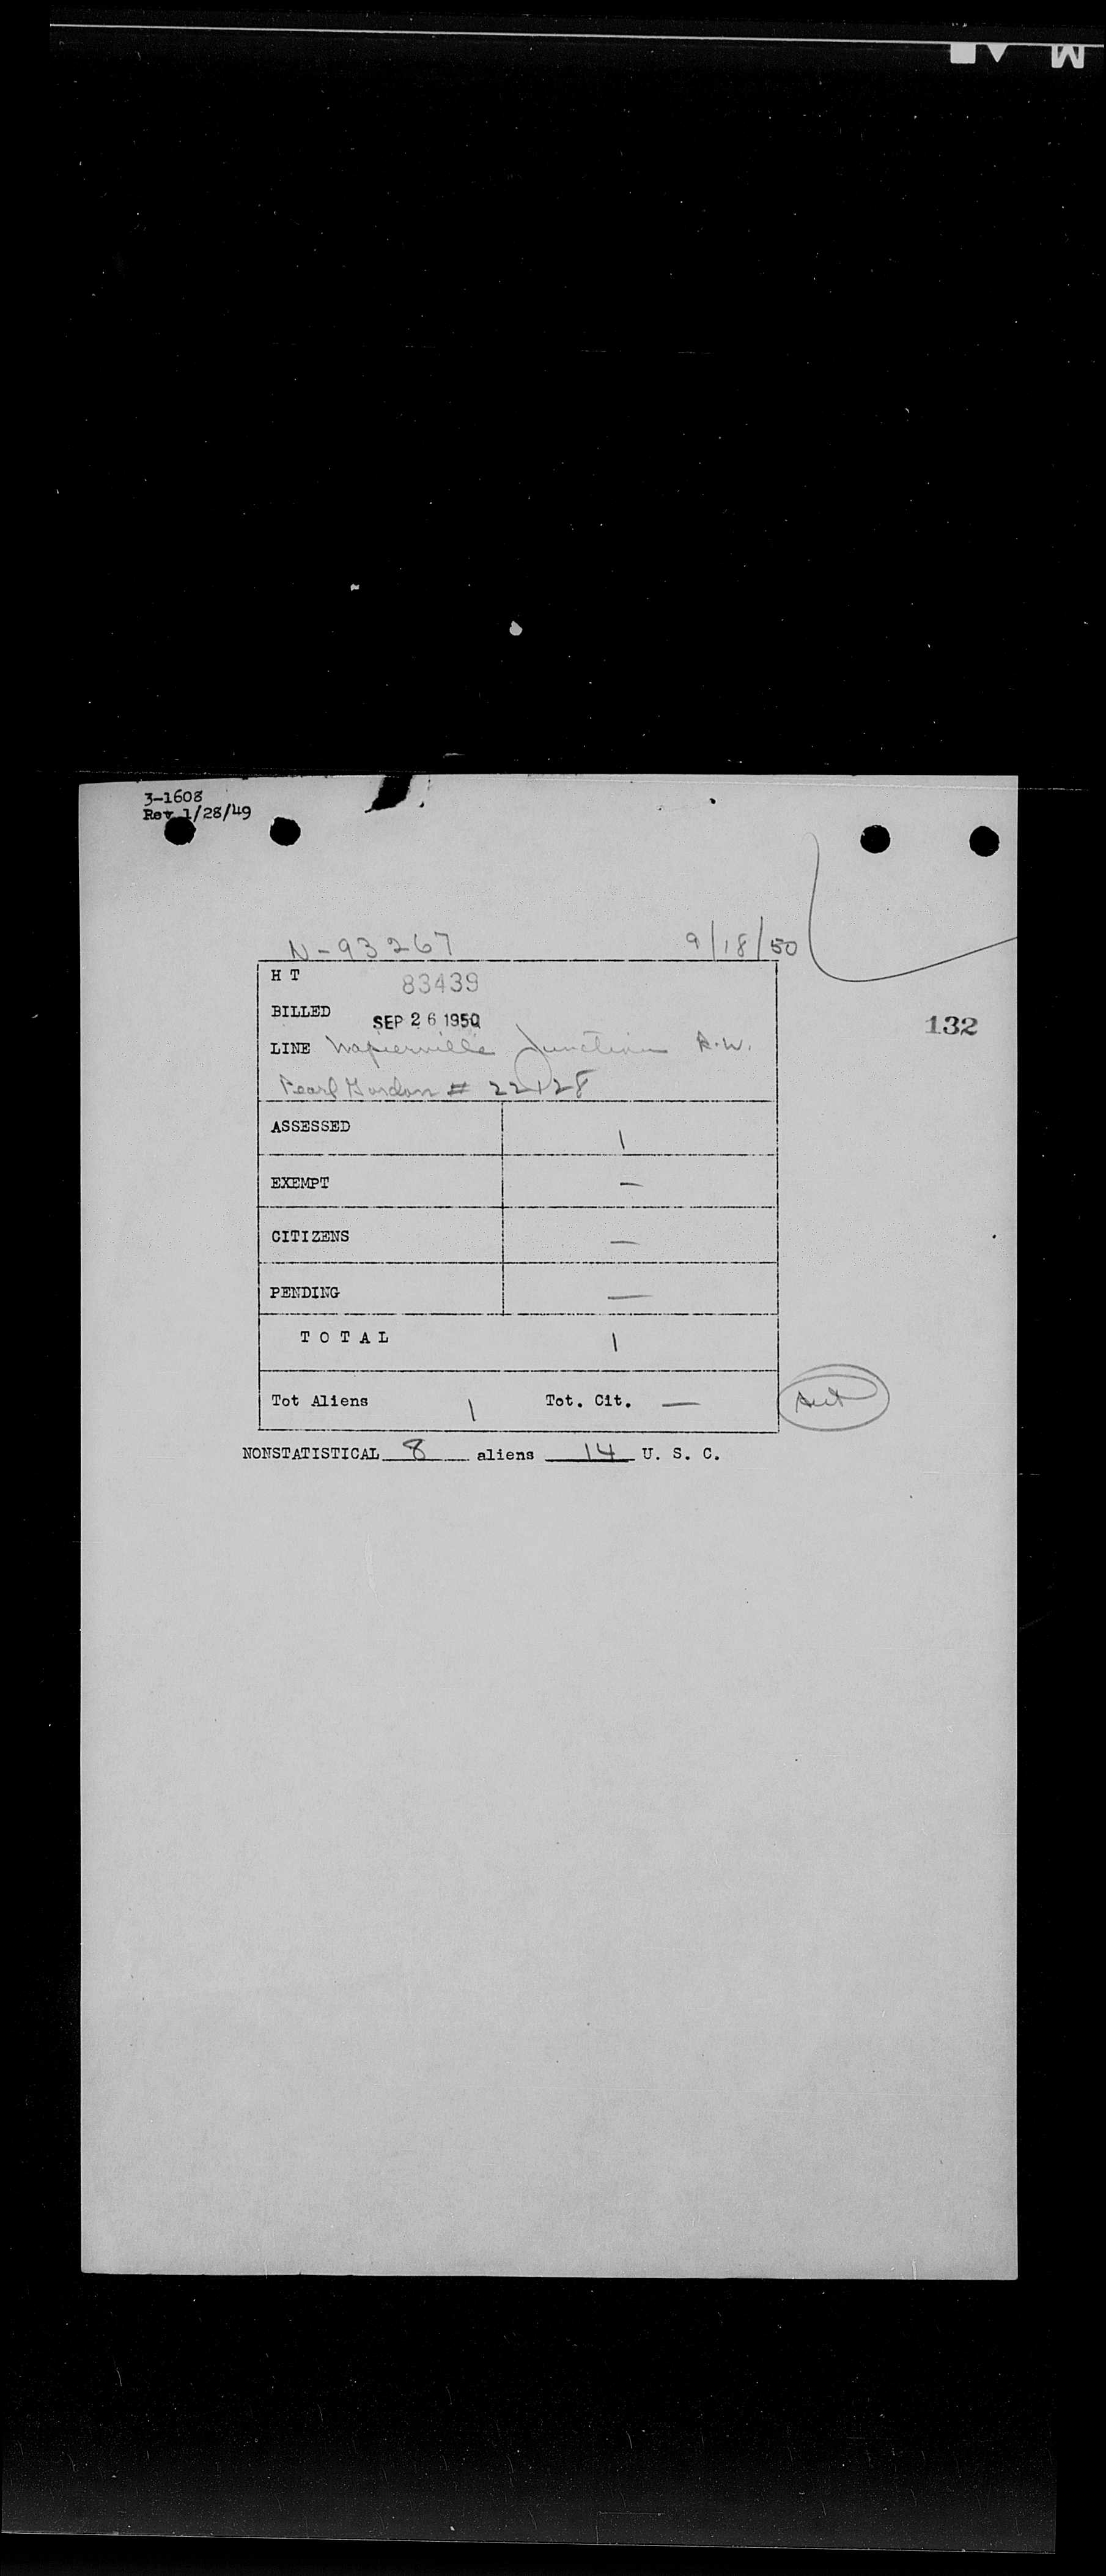 3-1608
Rev 1/28/49
N-93267 9/18/50
H T 83439
BILLED SEP 26 1950
132
LINE Napierville Junction R.W.
Pearl Gordon # 22128
ASSESSED 1
EXEMPT —
CITIZENS —
PENDING —
T O T A L 1
Tot Aliens 1 Tot. Cit. —
NONSTATISTICAL 8 aliens 14 U. S. C.